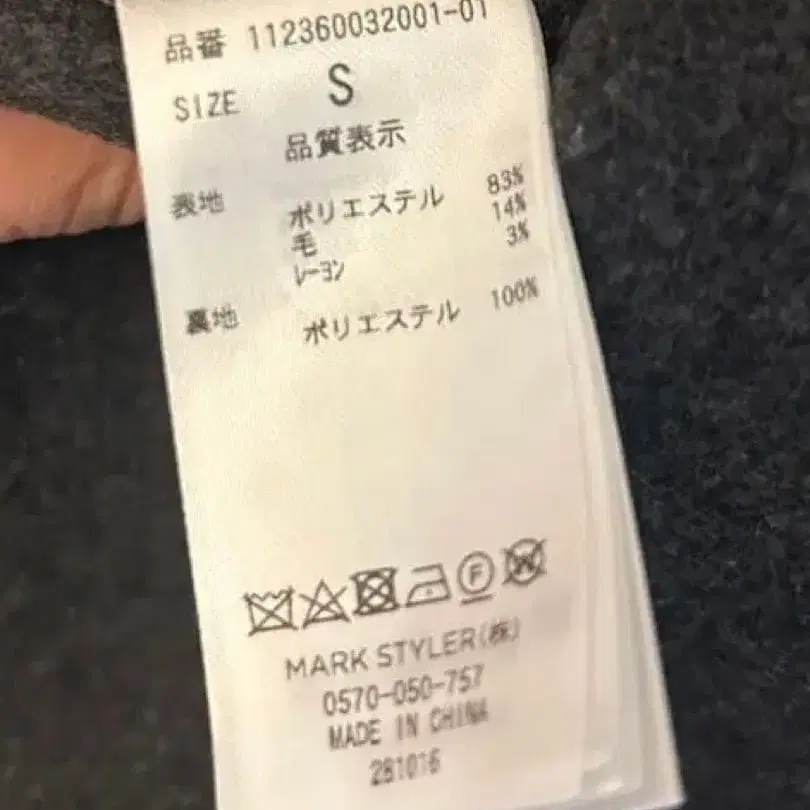 品番 112360032001-01
SIZE S
品質表示
表地 ポリエステル 83%
毛 14%
レーヨン 3%
裏地 ポリエステル 100%
F W
MARK STYLER(株)
0570-050-757
MADE IN CHINA
281016